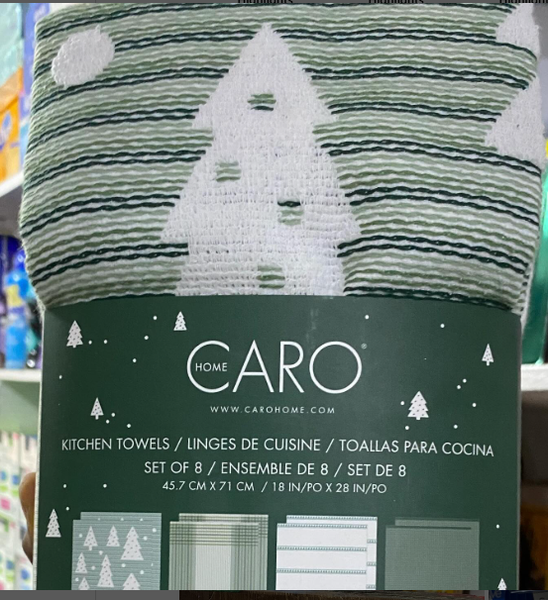 HOME CARO
WWW.CAROHOME.COM
KITCHEN TOWELS / LINGES DE CUISINE / TOALLAS PARA COCINA
SET OF 8 / ENSEMBLE DE 8 / SET DE 8
45.7 CM X 71 CM / 18 IN/PO X 28 IN/PO